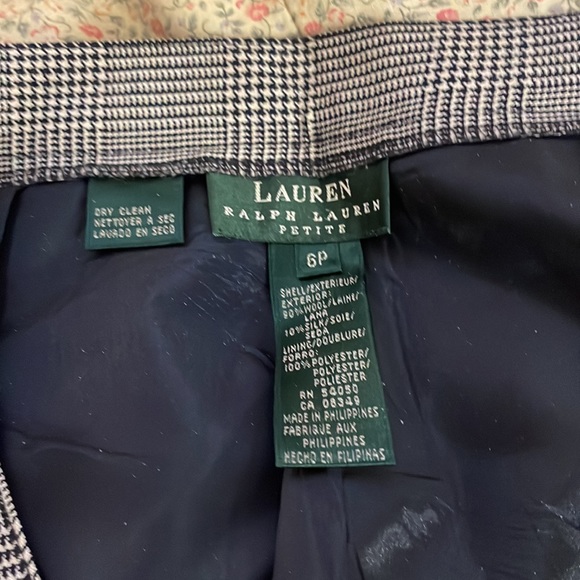 DRY CLEAN
NETTOYER A SEC
LAVADO EN SECO
LAUREN
RALPH LAUREN
PETITE
6P
SHELL/EXTERIEUR/
EXTERIOR:
90% WOOL/LAINE/
LANA
10% SILK/SOIE/
SEDA
LINING/DOUBLURE/
FORRO:
100% POLYESTER/
POLYESTER/
POLIESTER
RN 54050
CA 06349
MADE IN PHILIPPINES
FABRIQUE AUX
PHILIPPINES
HECHO EN FILIPINAS